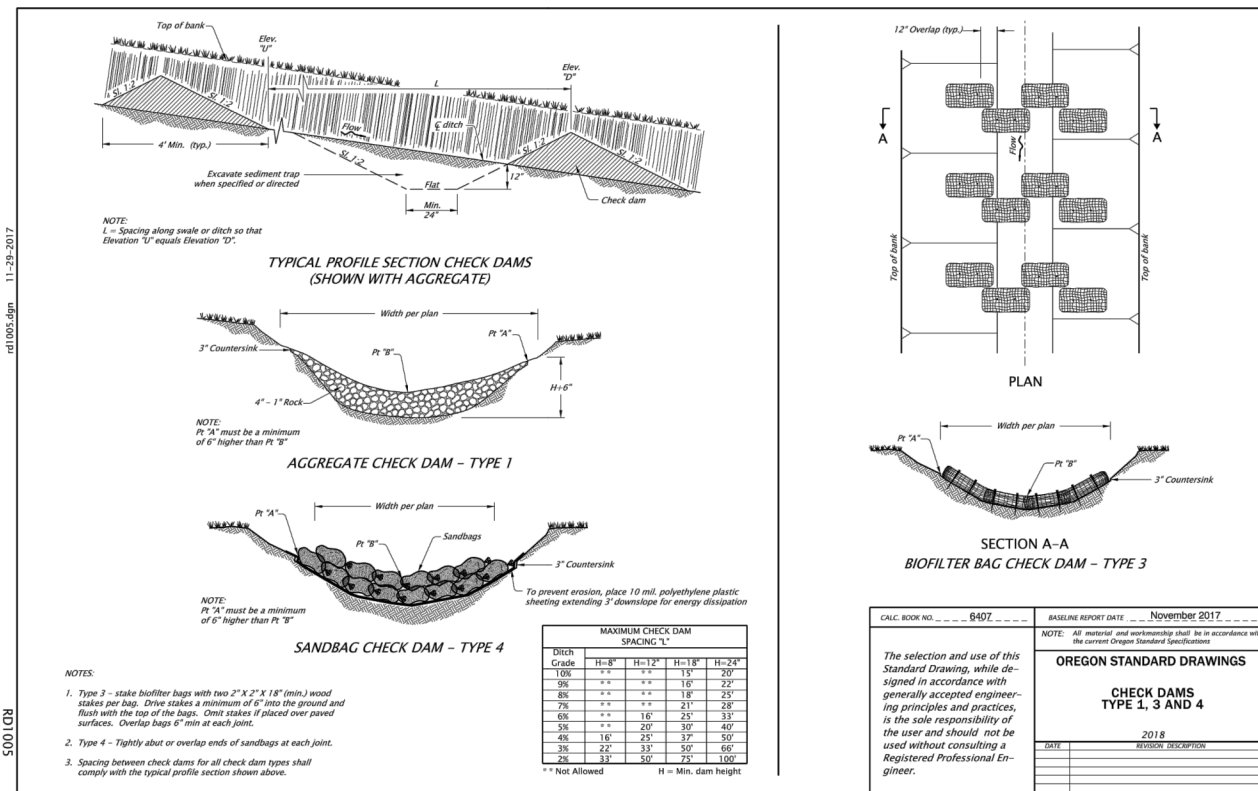 rd1005.dgn 11-29-2017
RD1005
Top of bank
Elev.
"U"
Elev.
"D"
L
Sl. 1:2
Sl. 1:2
Flow
℄ ditch
Sl. 1:2
Sl. 1:2
Sl. 1:2
4' Min. (typ.)
Excavate sediment trap
when specified or directed
Flat
12"
Min.
24"
Check dam
NOTE:
L = Spacing along swale or ditch so that
Elevation "U" equals Elevation "D".
TYPICAL PROFILE SECTION CHECK DAMS
(SHOWN WITH AGGREGATE)
Width per plan
Pt "A"
3" Countersink
Pt "B"
H+6"
4" - 1" Rock
NOTE:
Pt "A" must be a minimum
of 6" higher than Pt "B"
AGGREGATE CHECK DAM - TYPE 1
Width per plan
Pt "A"
Pt "B"
Sandbags
3" Countersink
To prevent erosion, place 10 mil. polyethylene plastic
sheeting extending 3' downslope for energy dissipation
NOTE:
Pt "A" must be a minimum
of 6" higher than Pt "B"
SANDBAG CHECK DAM - TYPE 4
NOTES:
1. Type 3 - stake biofilter bags with two 2" X 2" X 18" (min.) wood
stakes per bag. Drive stakes a minimum of 6" into the ground and
flush with the top of the bags. Omit stakes if placed over paved
surfaces. Overlap bags 6" min at each joint.
2. Type 4 - Tightly abut or overlap ends of sandbags at each joint.
3. Spacing between check dams for all check dam types shall
comply with the typical profile section shown above.
MAXIMUM CHECK DAM
SPACING "L"
Ditch
Grade H=8" H=12" H=18" H=24"
10% * * * * 15' 20'
9% * * * * 16' 22'
8% * * * * 18' 25'
7% * * * * 21' 28'
6% * * 16' 25' 33'
5% * * 20' 30' 40'
4% 16' 25' 37' 50'
3% 22' 33' 50' 66'
2% 33' 50' 75' 100'
* * Not Allowed H = Min. dam height
12" Overlap (typ.)
A
A
Flow
Top of bank
Top of bank
PLAN
Width per plan
Pt "A"
Pt "B"
3" Countersink
SECTION A-A
BIOFILTER BAG CHECK DAM - TYPE 3
CALC. BOOK NO. 6407
BASELINE REPORT DATE November 2017
The selection and use of this
Standard Drawing, while de-
signed in accordance with
generally accepted engineer-
ing principles and practices,
is the sole responsibility of
the user and should not be
used without consulting a
Registered Professional En-
gineer.
NOTE: All material and workmanship shall be in accordance wi
the current Oregon Standard Specifications
OREGON STANDARD DRAWINGS
CHECK DAMS
TYPE 1, 3 AND 4
2018
DATE REVISION DESCRIPTION